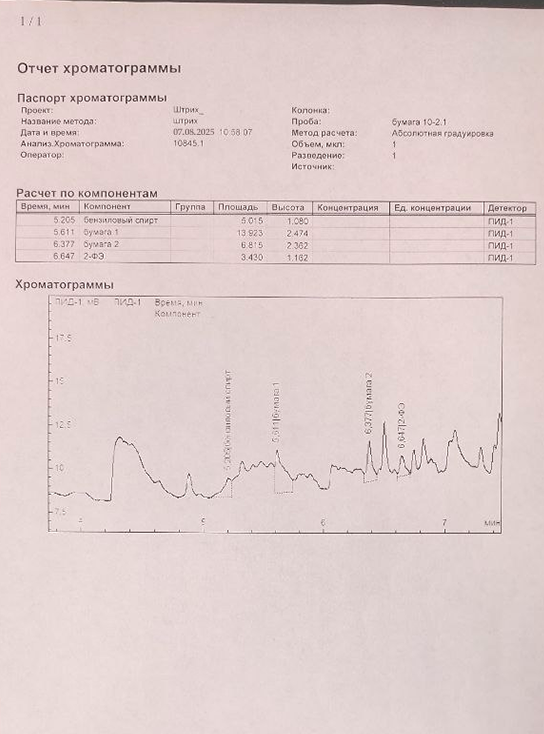 1 / 1
Отчет хроматограммы
Паспорт хроматограммы
Проект: Штрих_
Название метода: штрих
Дата и время: 07.08.2025 10:58:07
Анализ.Хроматограмма: 10845.1
Оператор:
Колонка:
Проба: бумага 10-2.1
Метод расчета: Абсолютная градуировка
Объем, мкл: 1
Разведение: 1
Источник:
Расчет по компонентам
Время, мин Компонент Группа Площадь Высота Концентрация Ед. концентрации Детектор
5.205 бензиловый спирт 5.015 1.080 ПИД-1
5.611 бумага 1 13.923 2.474 ПИД-1
6.377 бумага 2 6.815 2.362 ПИД-1
6.647 2-ФЭ 3.430 1.162 ПИД-1
Хроматограммы
ПИД-1, мВ ПИД-1 Время, мин
Компонент
17.5
15
12.5
10
7.5
5,205|бензиловый спирт
5,611|бумага 1
6,377|бумага 2
6,647|2-ФЭ
4 5 6 7 мин